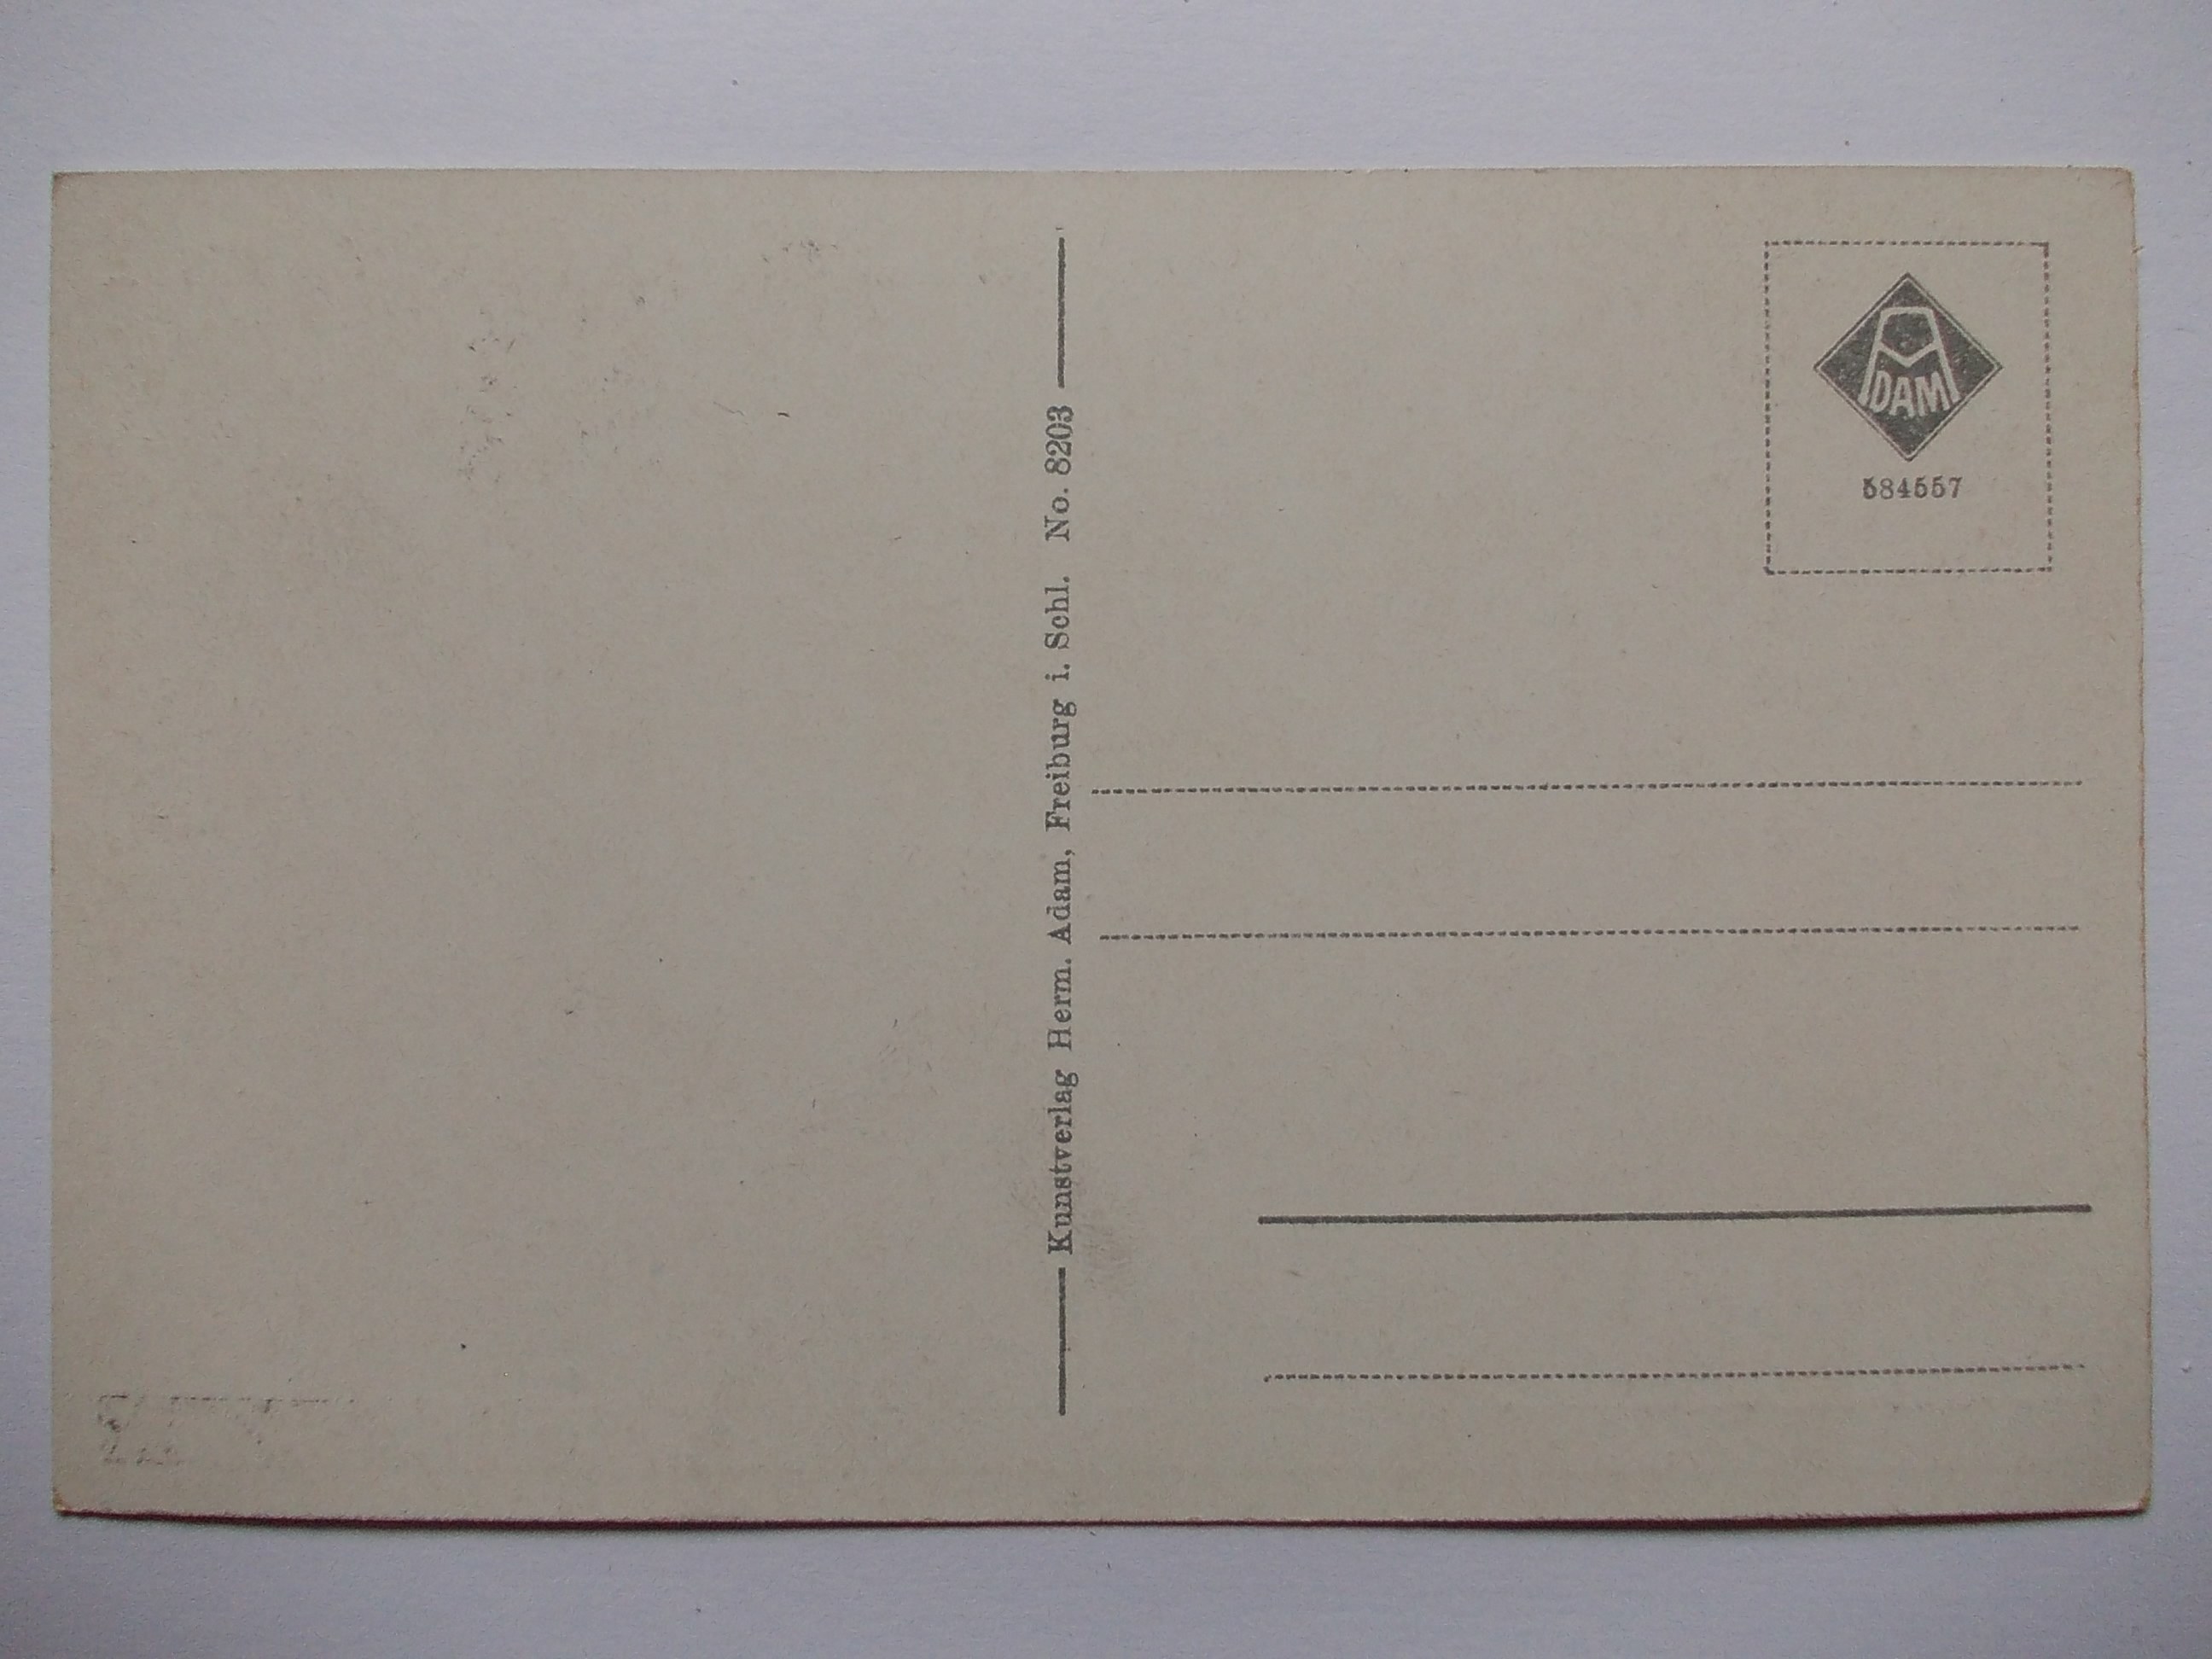 Kunstverlag Herm. Adam, Freiburg i. Schl. No. 8203
ADAM
584557